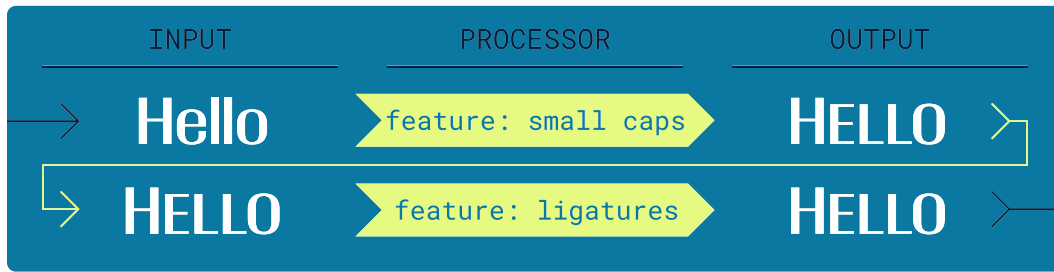 INPUT PROCESSOR OUTPUT
Hello feature: small caps HELLO
HELLO feature: ligatures HELLO